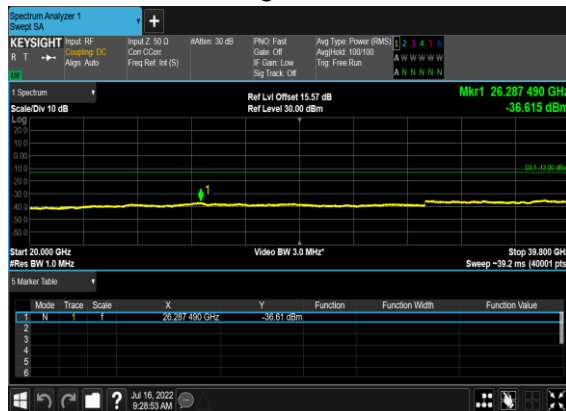 Spectrum Analyzer 1
Swept SA
+
KEYSIGHT
R T
LXI
Input: RF
Coupling: DC
Align: Auto
Input Z: 50 Ω
Corr CCorr
Freq Ref: Int (S)
#Atten: 30 dB
PNO: Fast
Gate: Off
IF Gain: Low
Sig Track: Off
Avg Type: Power (RMS)
Avg|Hold: 100/100
Trig: Free Run
1 2 3 4 5 6
A W W W W W
A N N N N N
1 Spectrum
Scale/Div 10 dB
Log
Ref Lvl Offset 15.57 dB
Ref Level 30.00 dBm
Mkr1 26.287 490 GHz
-36.615 dBm
20.0
10.0
0.00
-10.0
-20.0
-30.0
-40.0
-50.0
-60.0
DL1 -13.00 dBm
1
Start 20.000 GHz
#Res BW 1.0 MHz
Video BW 3.0 MHz*
Stop 39.800 GHz
Sweep ~39.2 ms (40001 pts)
5 Marker Table
Mode Trace Scale X Y Function Function Width Function Value
1 N 1 f 26.287 490 GHz -36.61 dBm
2
3
4
5
6
?
Jul 16, 2022
9:28:53 AM